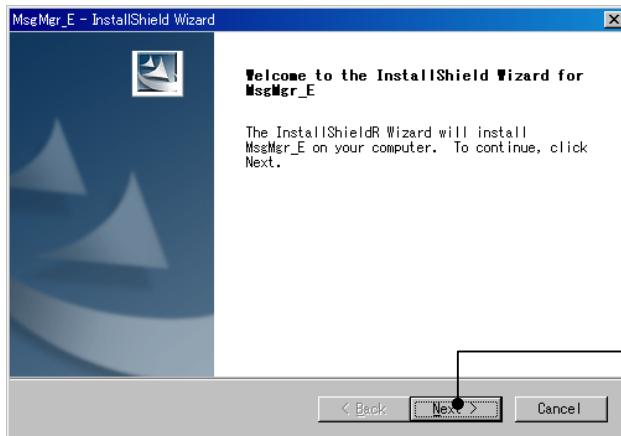 MsgMgr_E - InstallShield Wizard
Welcome to the InstallShield Wizard for
MsgMgr_E
The InstallShieldR Wizard will install
MsgMgr_E on your computer.  To continue, click
Next.
< Back
Next >
Cancel